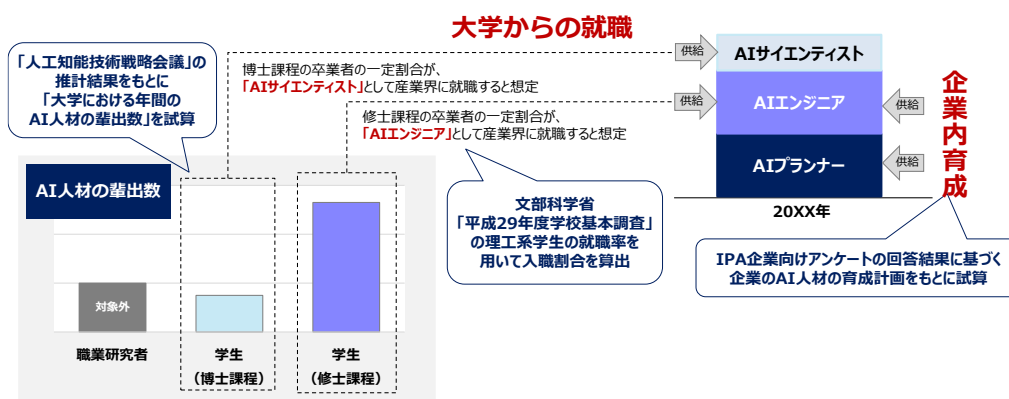 大学からの就職
「人工知能技術戦略会議」の
推計結果をもとに
「大学における年間の
AI人材の輩出数」を試算
博士課程の卒業者の一定割合が、
「AIサイエンティスト」として産業界に就職すると想定
修士課程の卒業者の一定割合が、
「AIエンジニア」として産業界に就職すると想定
供給
AIサイエンティスト
供給
AIエンジニア
供給
AIプランナー
供給
20XX年
企業内育成
AI人材の輩出数
文部科学省
「平成29年度学校基本調査」
の理工系学生の就職率を
用いて入職割合を算出
IPA企業向けアンケートの回答結果に基づく
企業のAI人材の育成計画をもとに試算
対象外
職業研究者
学生
（博士課程）
学生
（修士課程）